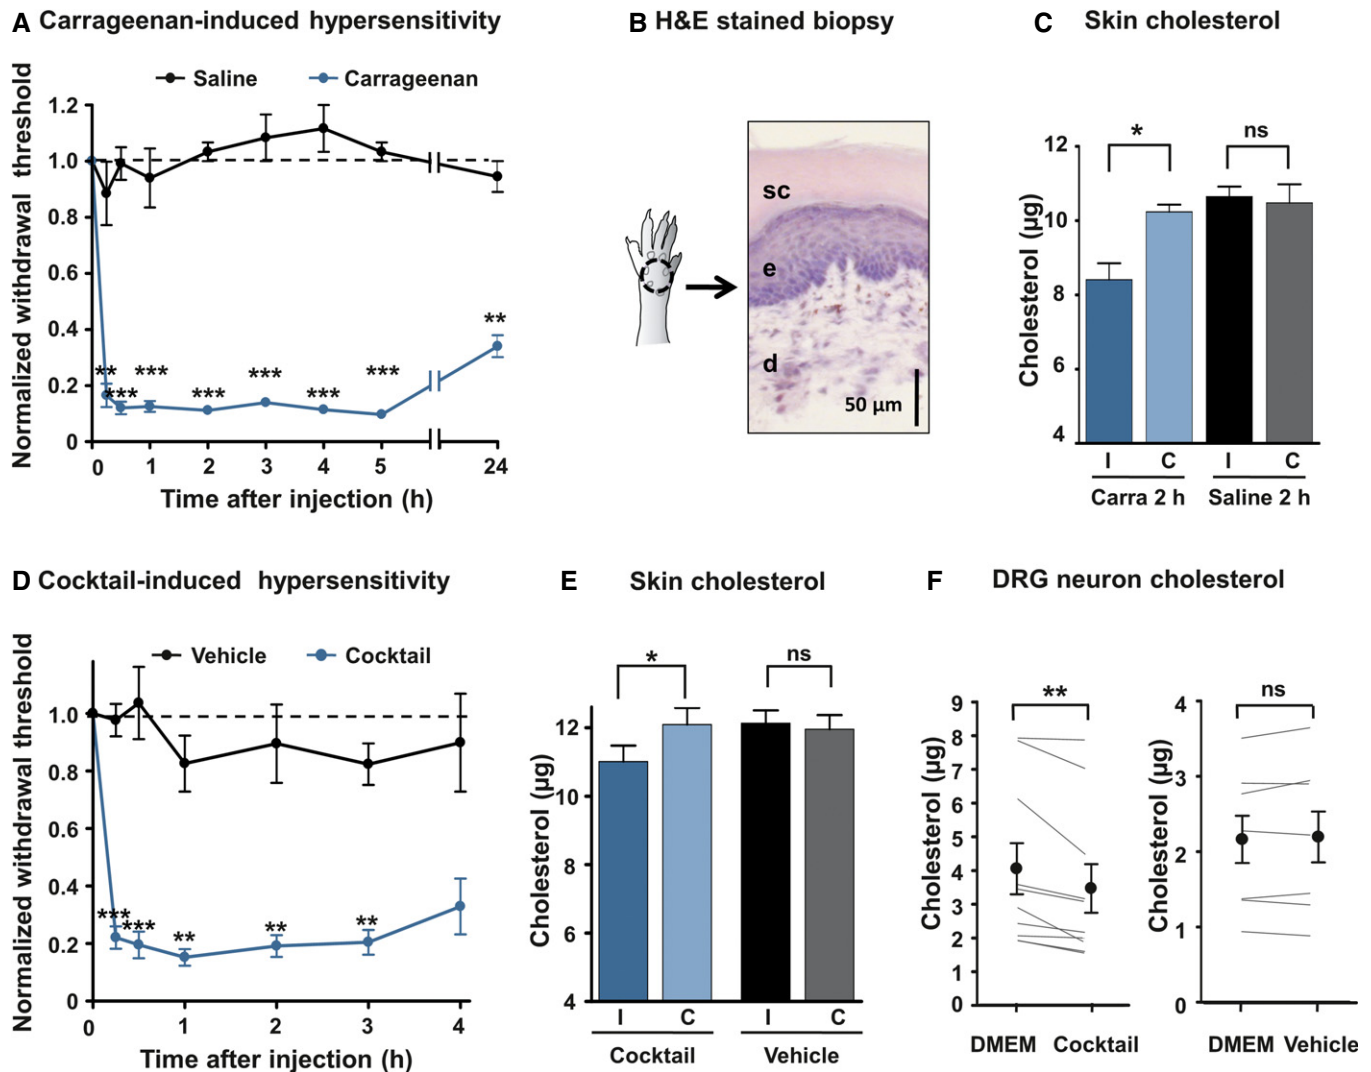 A Carrageenan-induced hypersensitivity
Saline Carrageenan
Normalized withdrawal threshold
1.2
1.0
0.8
0.6
0.4
0.2
0
** *** *** *** *** *** *** **
0 1 2 3 4 5 24
Time after injection (h)
B H&E stained biopsy
sc
e
d
50 µm
C Skin cholesterol
Cholesterol (µg)
12
10
8
6
4
* ns
I C I C
Carra 2 h Saline 2 h
D Cocktail-induced hypersensitivity
Vehicle Cocktail
Normalized withdrawal threshold
1.0
0.8
0.6
0.4
0.2
0
*** *** ** ** **
0 1 2 3 4
Time after injection (h)
E Skin cholesterol
Cholesterol (µg)
12
10
8
6
4
* ns
I C I C
Cocktail Vehicle
F DRG neuron cholesterol
Cholesterol (µg)
9
8
7
6
5
4
3
2
1
0
**
DMEM Cocktail
Cholesterol (µg)
4
3
2
1
0
ns
DMEM Vehicle